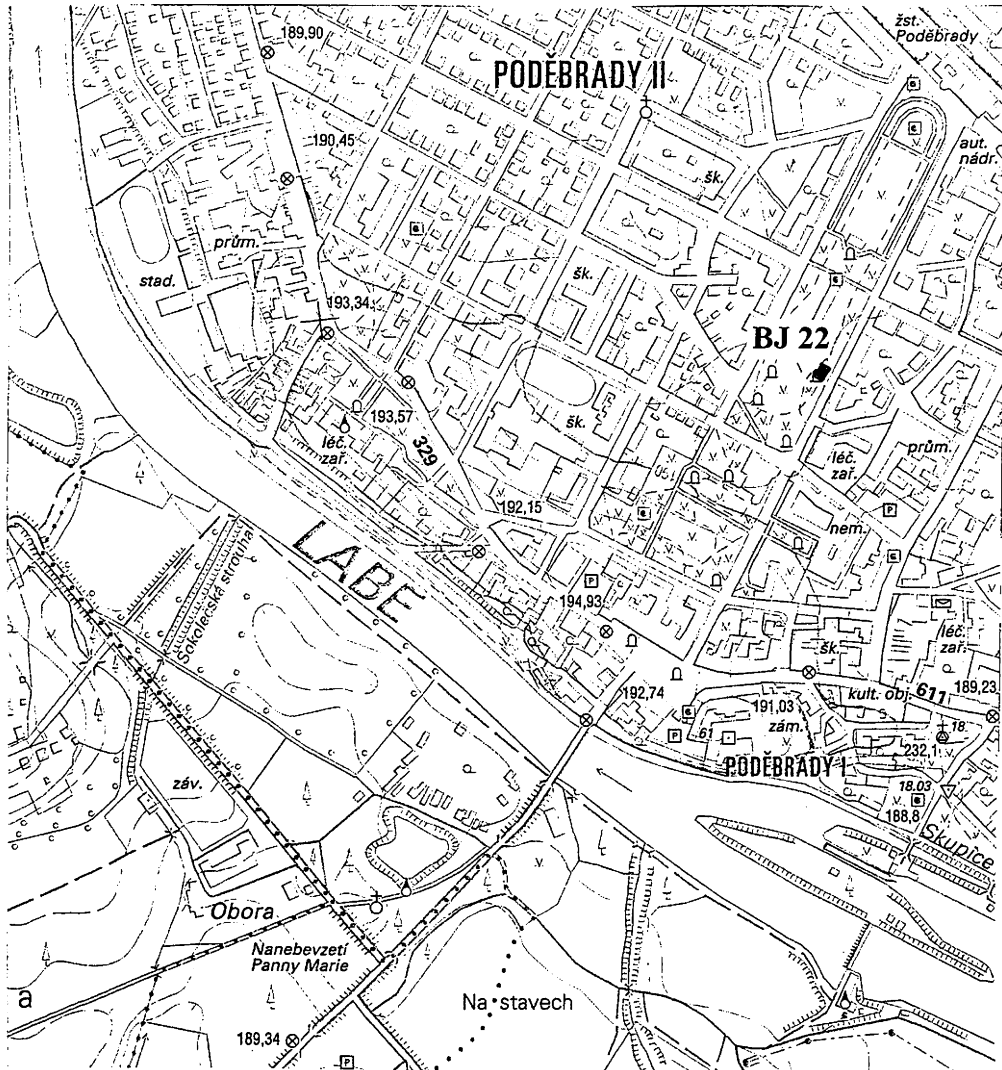 žst.
Poděbrady
189,90
PODĚBRADY II
190,45
aut.
nádr.
šk.
prům.
stad.
šk.
193,34
BJ 22
193,57
léč.
zař.
329
šk.
léč.
zař.
prům.
192,15
nem.
LABE
Sokolečská strouha
194,93
šk.
léč.
zař.
192,74
kult. obj.
611
189,23
191,03
zám.
61
18.
232,1
PODĚBRADY I
záv.
18.03
188,8
Skupice
Obora
Nanebevzetí
Panny Marie
a
Na stavech
189,34